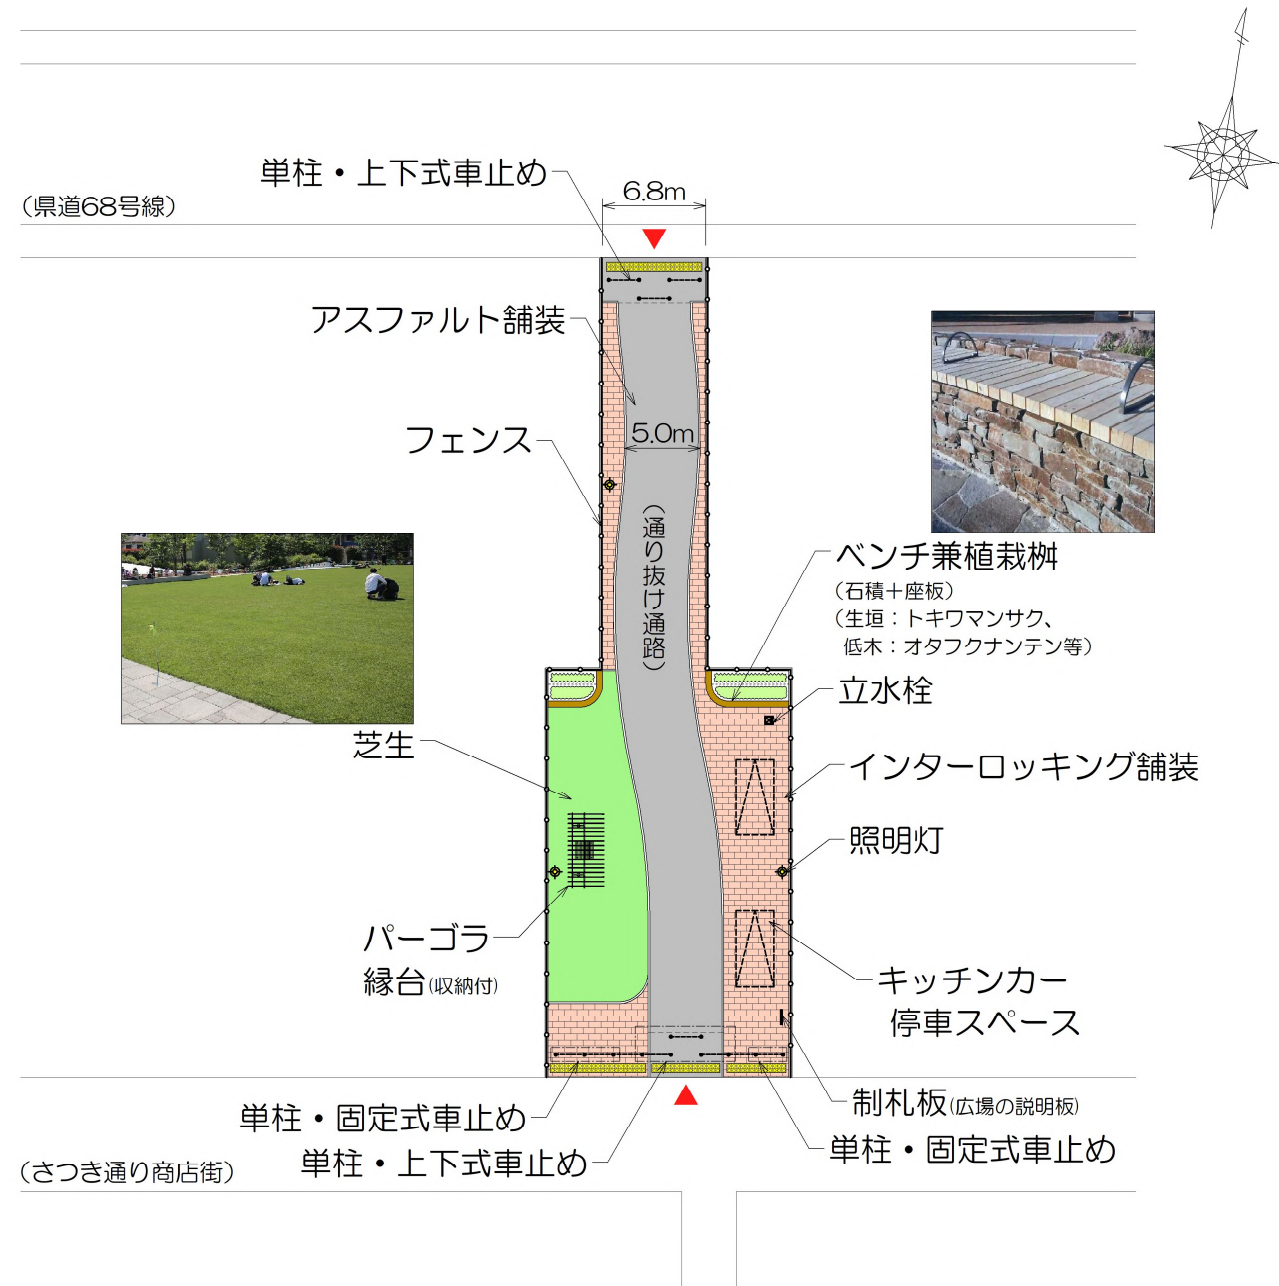 単柱・上下式車止め
6.8m
（県道68号線）
アスファルト舗装
フェンス
5.0m
（通り抜け通路）
ベンチ兼植栽桝
（石積＋座板）
（生垣：トキワマンサク、
低木：オタフクナンテン等）
立水栓
芝生
インターロッキング舗装
照明灯
パーゴラ
縁台(収納付)
キッチンカー
停車スペース
制札板(広場の説明板)
単柱・固定式車止め
単柱・固定式車止め
単柱・上下式車止め
（さつき通り商店街）